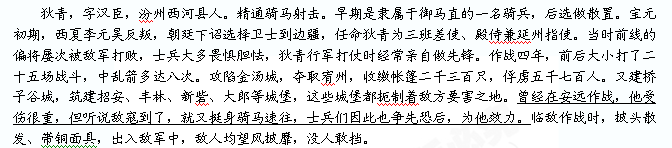 狄青，字汉臣，汾州西河县人。精通骑马射击。早期是隶属于御马直的一名骑兵，后选做散置。宝元
初期，西夏李元昊反叛，朝廷下诏选择卫士到边疆，任命狄青为三班差使、殿侍兼延州指使。当时前线的
偏将屡次被敌军打败，士兵大多畏惧胆怯，狄青行军打仗时经常亲自做先锋。作战四年，前后大小打了二
十五场战斗，中乱箭多达八次。攻陷金汤城，夺取宥州，收缴帐篷二千三百只，俘虏五千七百人。又建桥
子谷城，筑建招安、丰林、新砦、大郎等城堡，这些城堡都扼制着敌方要害之地。曾经在安远作战，他受
伤很重，但听说敌寇到了，就又挺身骑马速往，士兵们因此也争先恐后，为他效力。临敌作战时，披头散
发、带铜面具，出入敌军中，敌人均望风披靡，没人敢挡。